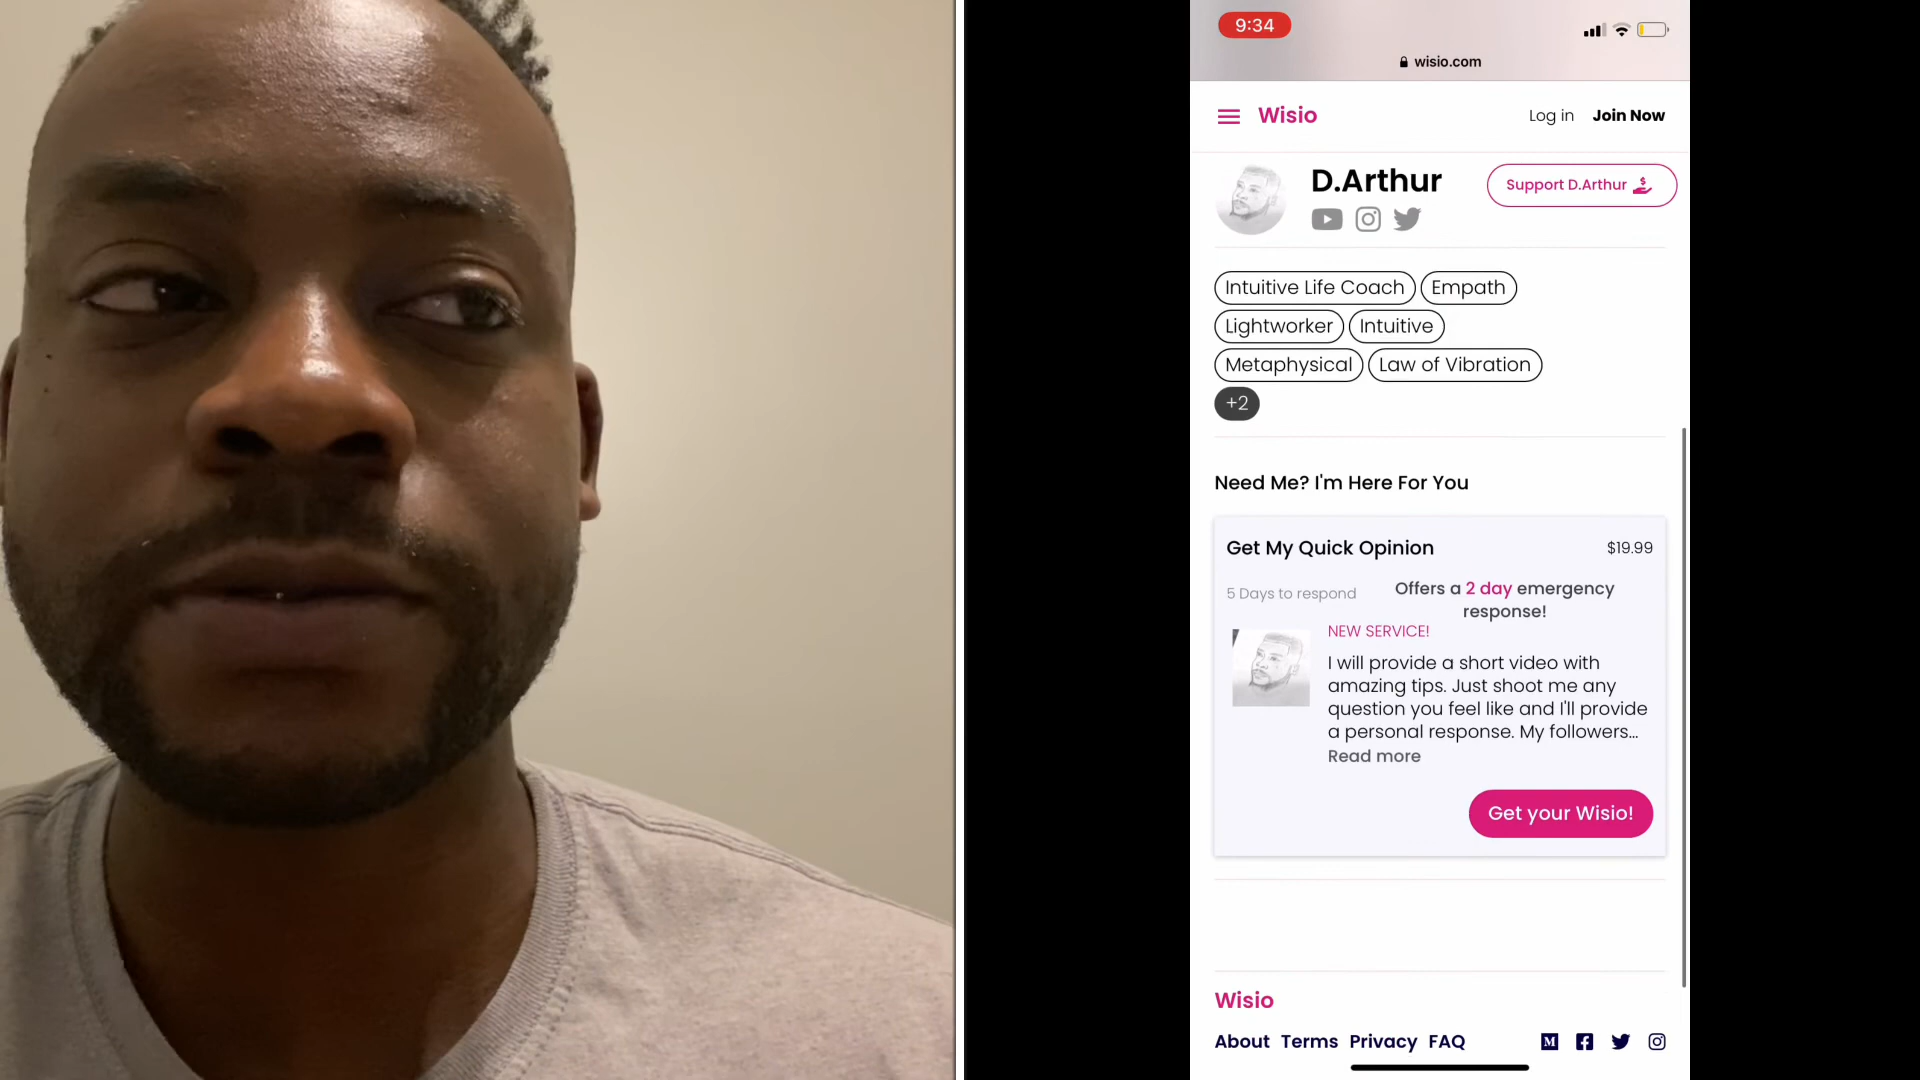 9:34
wisio.com
Wisio
Log in
Join Now
D.Arthur
Support D.Arthur
Intuitive Life Coach
Empath
Lightworker
Intuitive
Metaphysical
Law of Vibration
+2
Need Me? I'm Here For You
Get My Quick Opinion
$19.99
5 Days to respond
Offers a 2 day emergency
response!
NEW SERVICE!
I will provide a short video with
amazing tips. Just shoot me any
question you feel like and I'll provide
a personal response. My followers...
Read more
Get your Wisio!
Wisio
About Terms Privacy FAQ